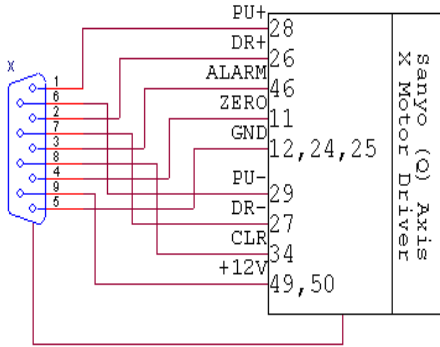 X
1
6
2
7
3
8
4
9
5
PU+
28
DR+
26
ALARM
46
ZERO
11
GND
12,24,25
PU-
29
DR-
27
CLR
34
+12V
49,50
sanyo (Q) Axis
X Motor Driver